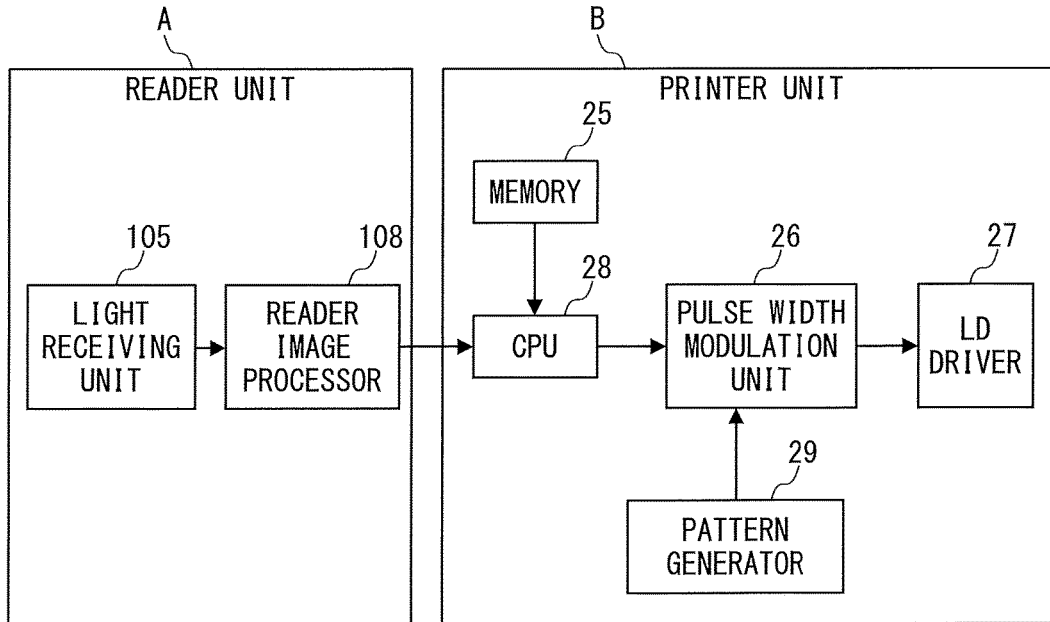 A
B
READER UNIT
PRINTER UNIT
25
MEMORY
105
108
28
26
27
LIGHT
RECEIVING
UNIT
READER
IMAGE
PROCESSOR
CPU
PULSE WIDTH
MODULATION
UNIT
LD
DRIVER
29
PATTERN
GENERATOR